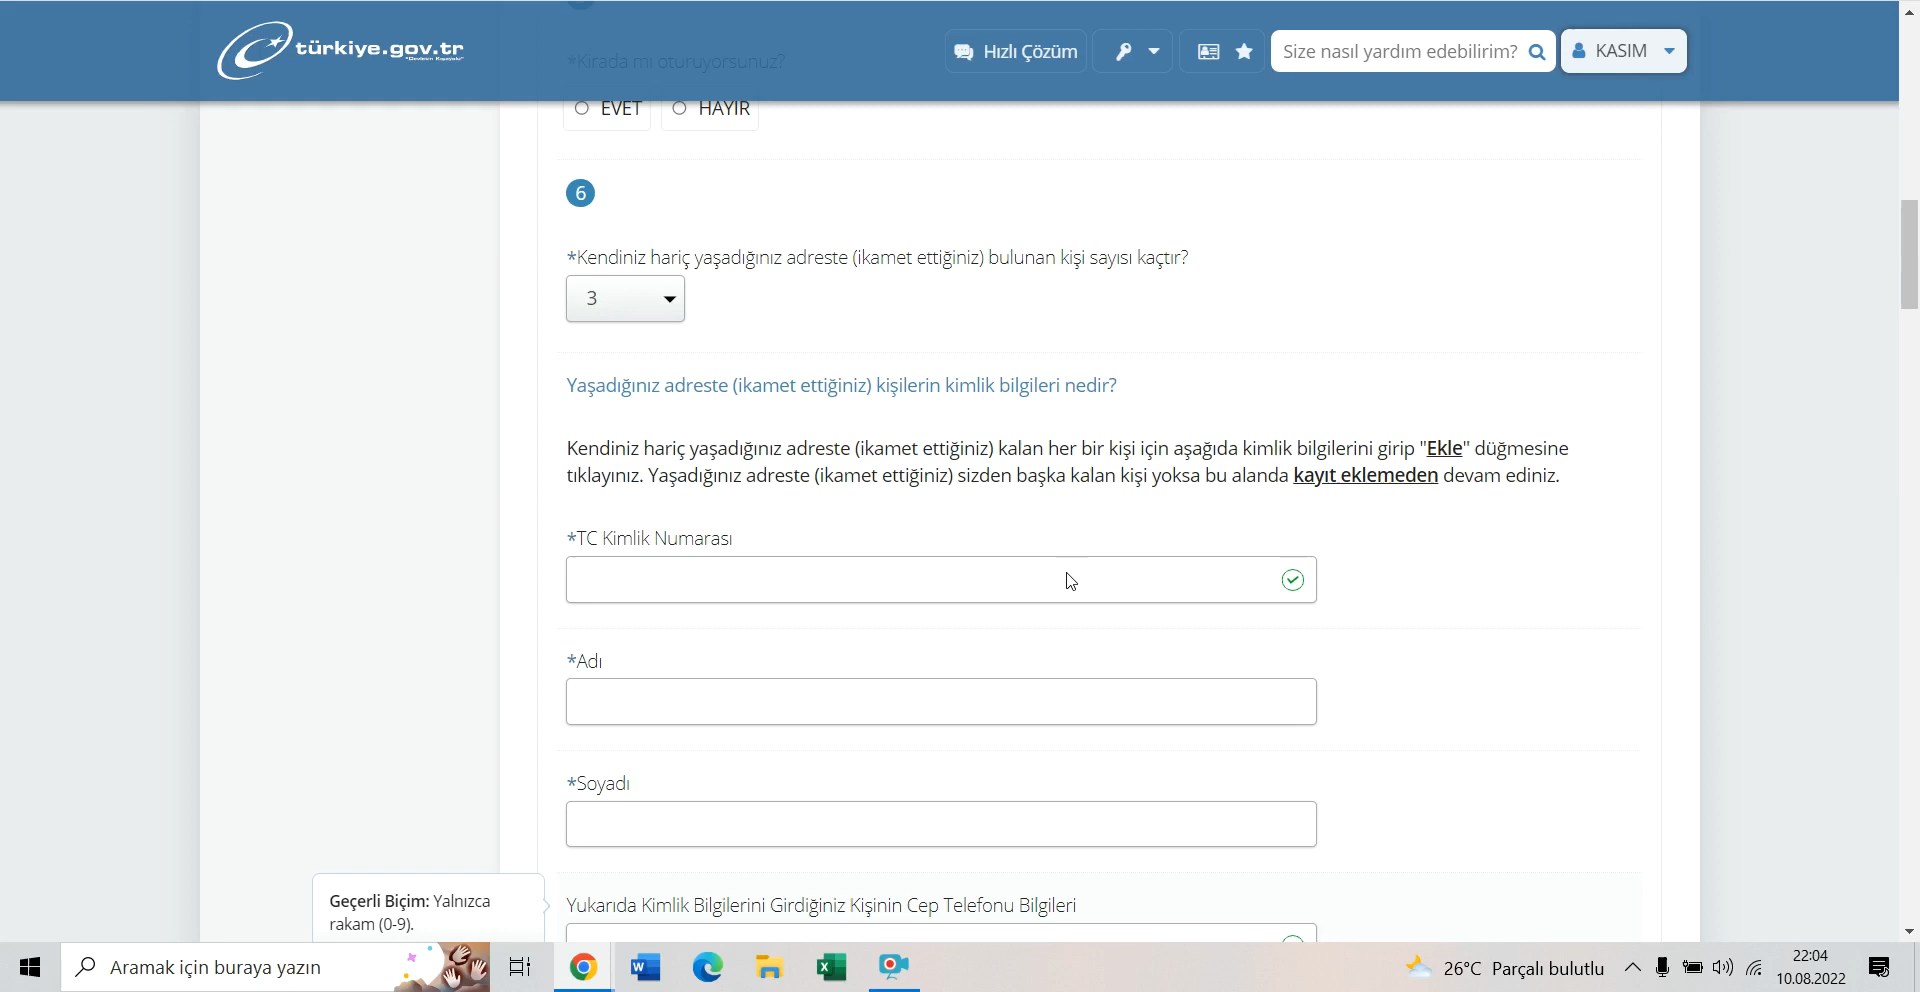 türkiye.gov.tr
"Devletin Kısayolu"
Hızlı Çözüm
Size nasıl yardım edebilirim?
KASIM
*Kirada mı oturuyorsunuz?
EVET
HAYIR
6
*Kendiniz hariç yaşadığınız adreste (ikamet ettiğiniz) bulunan kişi sayısı kaçtır?
3
Yaşadığınız adreste (ikamet ettiğiniz) kişilerin kimlik bilgileri nedir?
Kendiniz hariç yaşadığınız adreste (ikamet ettiğiniz) kalan her bir kişi için aşağıda kimlik bilgilerini girip "Ekle" düğmesine
tıklayınız. Yaşadığınız adreste (ikamet ettiğiniz) sizden başka kalan kişi yoksa bu alanda kayıt eklemeden devam ediniz.
*TC Kimlik Numarası
*Adı
*Soyadı
Geçerli Biçim: Yalnızca
rakam (0-9).
Yukarıda Kimlik Bilgilerini Girdiğiniz Kişinin Cep Telefonu Bilgileri
Aramak için buraya yazın
26°C Parçalı bulutlu
22:04
10.08.2022